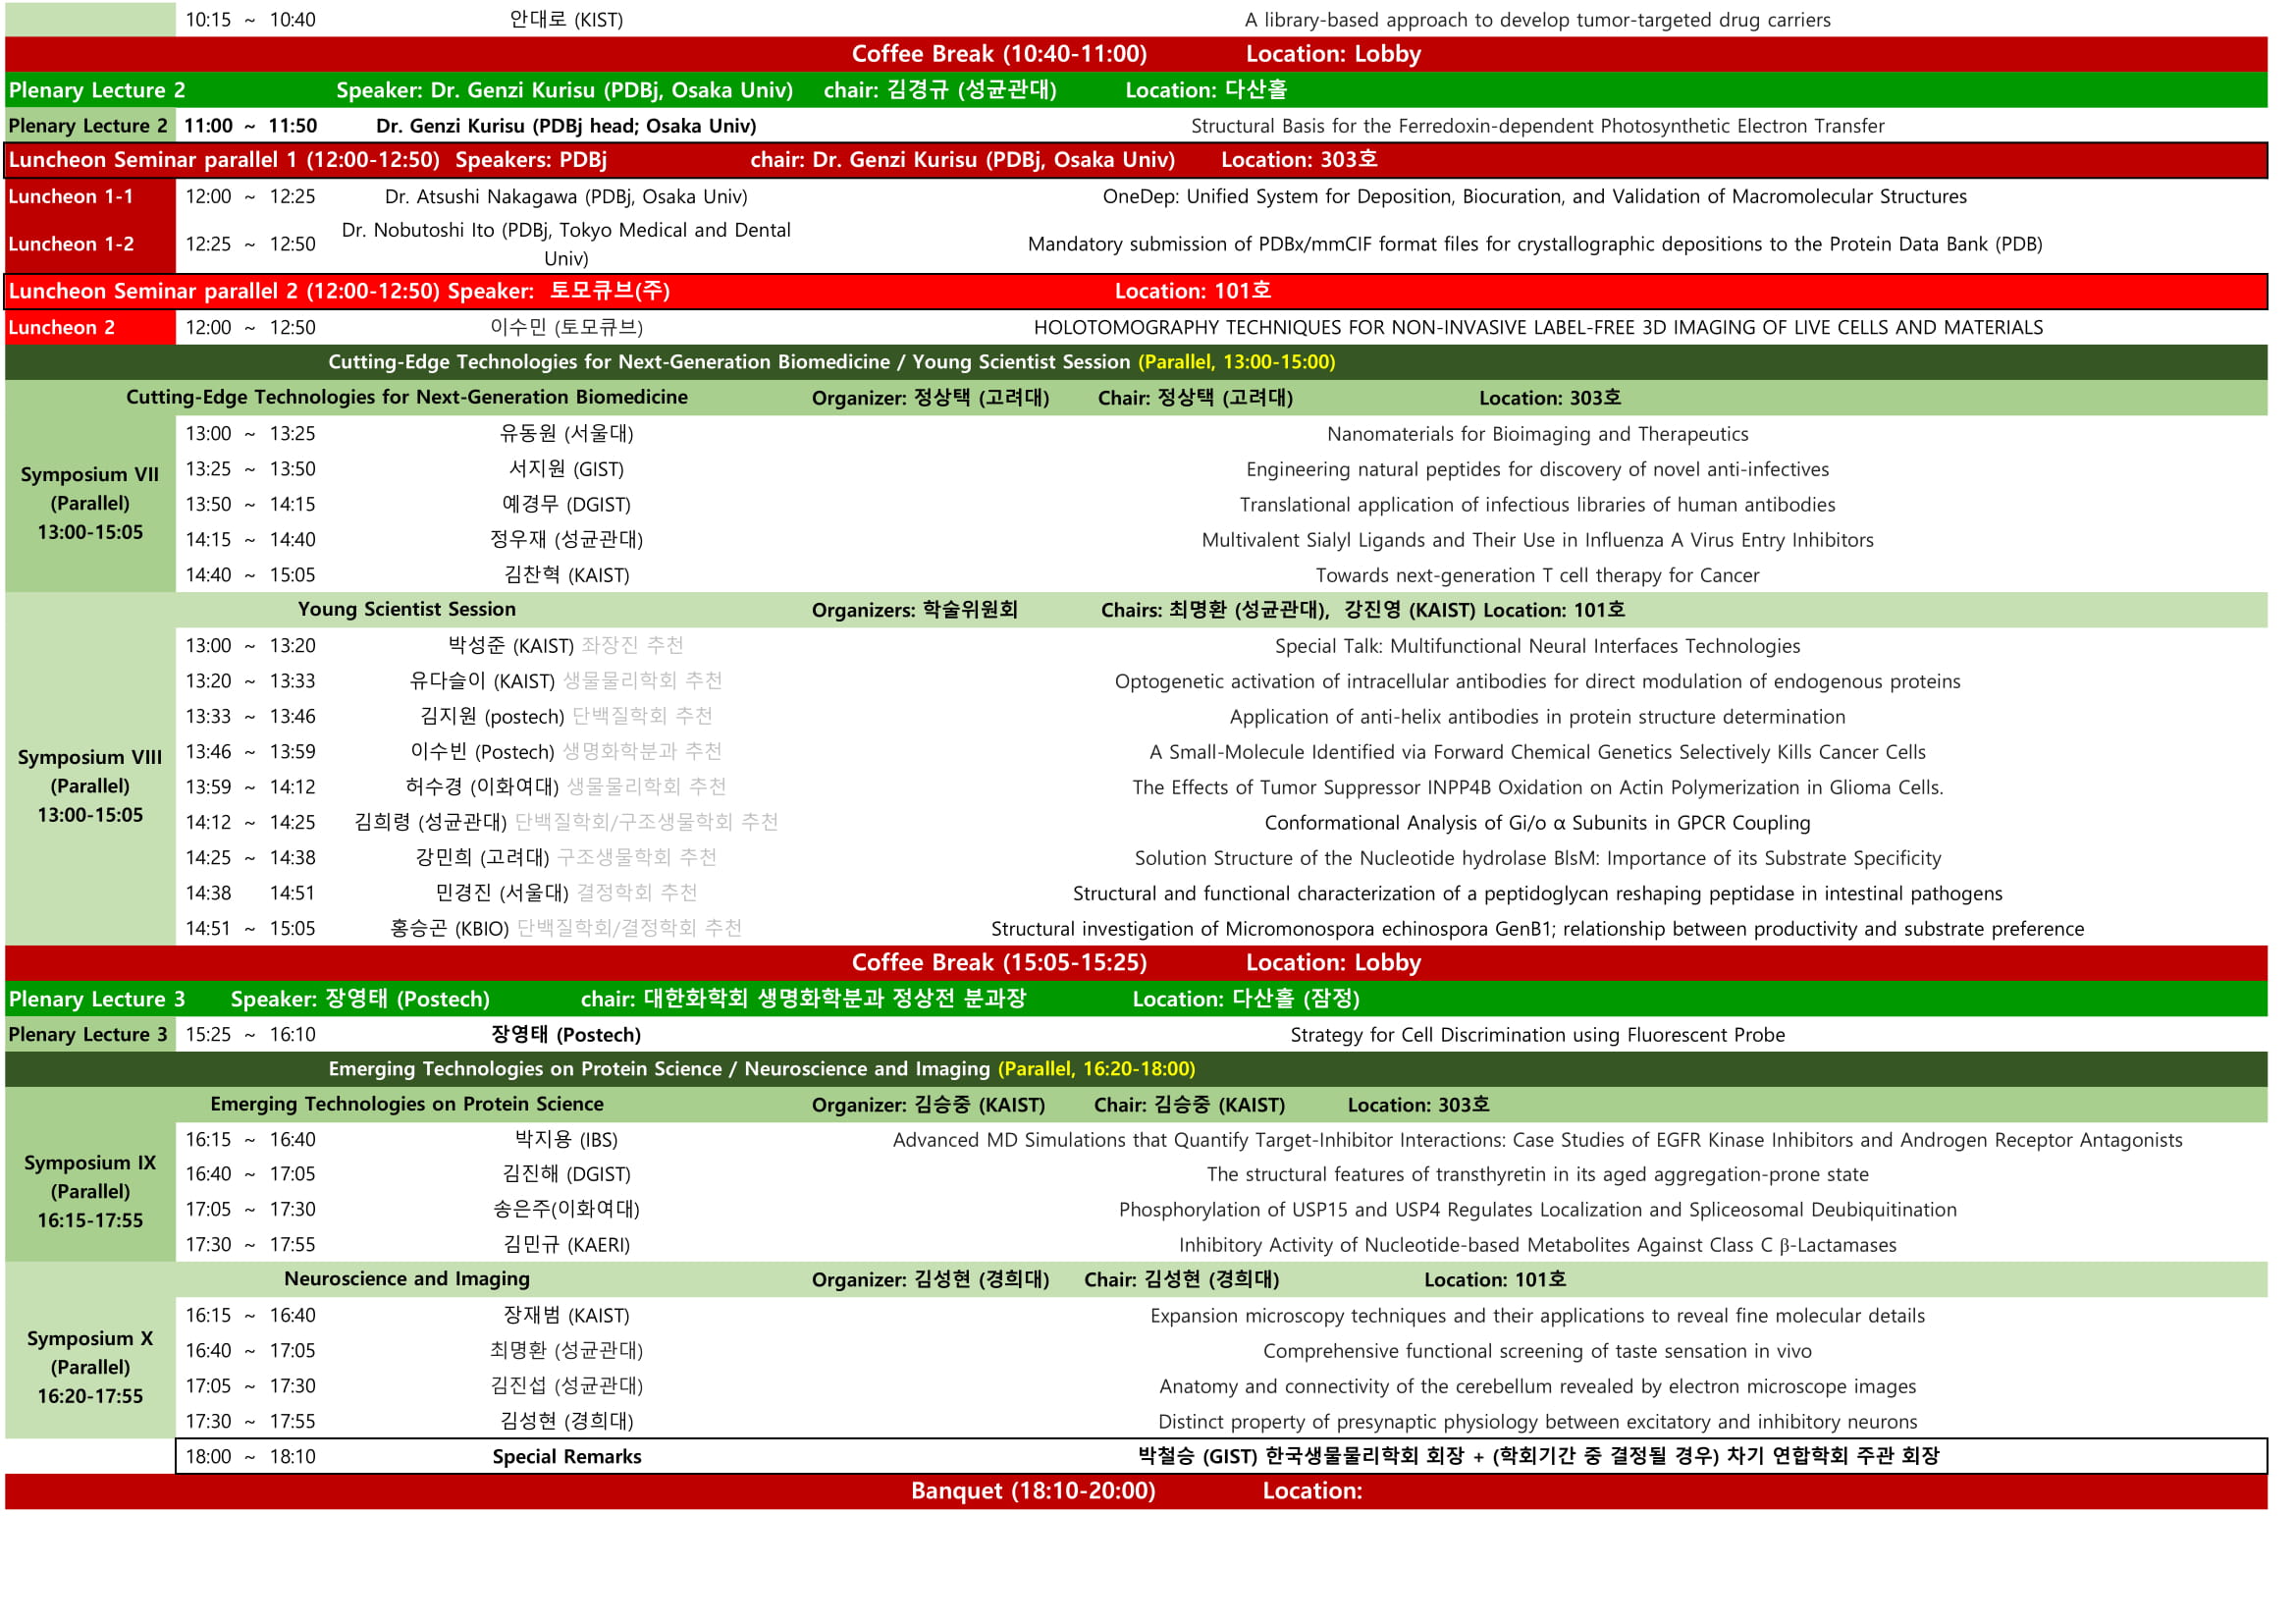 10:15 ~ 10:40 안대로 (KIST) A library-based approach to develop tumor-targeted drug carriers
Coffee Break (10:40-11:00) Location: Lobby
Plenary Lecture 2 Speaker: Dr. Genzi Kurisu (PDBj, Osaka Univ) chair: 김경규 (성균관대) Location: 다산홀
Plenary Lecture 2 11:00 ~ 11:50 Dr. Genzi Kurisu (PDBj head; Osaka Univ) Structural Basis for the Ferredoxin-dependent Photosynthetic Electron Transfer
Luncheon Seminar parallel 1 (12:00-12:50) Speakers: PDBj chair: Dr. Genzi Kurisu (PDBj, Osaka Univ) Location: 303호
Luncheon 1-1 12:00 ~ 12:25 Dr. Atsushi Nakagawa (PDBj, Osaka Univ) OneDep: Unified System for Deposition, Biocuration, and Validation of Macromolecular Structures
Luncheon 1-2 12:25 ~ 12:50 Dr. Nobutoshi Ito (PDBj, Tokyo Medical and Dental
Univ) Mandatory submission of PDBx/mmCIF format files for crystallographic depositions to the Protein Data Bank (PDB)
Luncheon Seminar parallel 2 (12:00-12:50) Speaker: 토모큐브(주) Location: 101호
Luncheon 2 12:00 ~ 12:50 이수민 (토모큐브) HOLOTOMOGRAPHY TECHNIQUES FOR NON-INVASIVE LABEL-FREE 3D IMAGING OF LIVE CELLS AND MATERIALS
Cutting-Edge Technologies for Next-Generation Biomedicine / Young Scientist Session (Parallel, 13:00-15:00)
Cutting-Edge Technologies for Next-Generation Biomedicine Organizer: 정상택 (고려대) Chair: 정상택 (고려대) Location: 303호
Symposium VII
(Parallel)
13:00-15:05
13:00 ~ 13:25 유동원 (서울대) Nanomaterials for Bioimaging and Therapeutics
13:25 ~ 13:50 서지원 (GIST) Engineering natural peptides for discovery of novel anti-infectives
13:50 ~ 14:15 예경무 (DGIST) Translational application of infectious libraries of human antibodies
14:15 ~ 14:40 정우재 (성균관대) Multivalent Sialyl Ligands and Their Use in Influenza A Virus Entry Inhibitors
14:40 ~ 15:05 김찬혁 (KAIST) Towards next-generation T cell therapy for Cancer
Young Scientist Session Organizers: 학술위원회 Chairs: 최명환 (성균관대), 강진영 (KAIST) Location: 101호
Symposium VIII
(Parallel)
13:00-15:05
13:00 ~ 13:20 박성준 (KAIST) 좌장진 추천 Special Talk: Multifunctional Neural Interfaces Technologies
13:20 ~ 13:33 유다슬이 (KAIST) 생물물리학회 추천 Optogenetic activation of intracellular antibodies for direct modulation of endogenous proteins
13:33 ~ 13:46 김지원 (postech) 단백질학회 추천 Application of anti-helix antibodies in protein structure determination
13:46 ~ 13:59 이수빈 (Postech) 생명화학분과 추천 A Small-Molecule Identified via Forward Chemical Genetics Selectively Kills Cancer Cells
13:59 ~ 14:12 허수경 (이화여대) 생물물리학회 추천 The Effects of Tumor Suppressor INPP4B Oxidation on Actin Polymerization in Glioma Cells.
14:12 ~ 14:25 김희령 (성균관대) 단백질학회/구조생물학회 추천 Conformational Analysis of Gi/o α Subunits in GPCR Coupling
14:25 ~ 14:38 강민희 (고려대) 구조생물학회 추천 Solution Structure of the Nucleotide hydrolase BlsM: Importance of its Substrate Specificity
14:38 14:51 민경진 (서울대) 결정학회 추천 Structural and functional characterization of a peptidoglycan reshaping peptidase in intestinal pathogens
14:51 ~ 15:05 홍승곤 (KBIO) 단백질학회/결정학회 추천 Structural investigation of Micromonospora echinospora GenB1; relationship between productivity and substrate preference
Coffee Break (15:05-15:25) Location: Lobby
Plenary Lecture 3 Speaker: 장영태 (Postech) chair: 대한화학회 생명화학분과 정상전 분과장 Location: 다산홀 (잠정)
Plenary Lecture 3 15:25 ~ 16:10 장영태 (Postech) Strategy for Cell Discrimination using Fluorescent Probe
Emerging Technologies on Protein Science / Neuroscience and Imaging (Parallel, 16:20-18:00)
Emerging Technologies on Protein Science Organizer: 김승중 (KAIST) Chair: 김승중 (KAIST) Location: 303호
Symposium IX
(Parallel)
16:15-17:55
16:15 ~ 16:40 박지용 (IBS) Advanced MD Simulations that Quantify Target-Inhibitor Interactions: Case Studies of EGFR Kinase Inhibitors and Androgen Receptor Antagonists
16:40 ~ 17:05 김진해 (DGIST) The structural features of transthyretin in its aged aggregation-prone state
17:05 ~ 17:30 송은주(이화여대) Phosphorylation of USP15 and USP4 Regulates Localization and Spliceosomal Deubiquitination
17:30 ~ 17:55 김민규 (KAERI) Inhibitory Activity of Nucleotide-based Metabolites Against Class C β-Lactamases
Neuroscience and Imaging Organizer: 김성현 (경희대) Chair: 김성현 (경희대) Location: 101호
Symposium X
(Parallel)
16:20-17:55
16:15 ~ 16:40 장재범 (KAIST) Expansion microscopy techniques and their applications to reveal fine molecular details
16:40 ~ 17:05 최명환 (성균관대) Comprehensive functional screening of taste sensation in vivo
17:05 ~ 17:30 김진섭 (성균관대) Anatomy and connectivity of the cerebellum revealed by electron microscope images
17:30 ~ 17:55 김성현 (경희대) Distinct property of presynaptic physiology between excitatory and inhibitory neurons
18:00 ~ 18:10 Special Remarks 박철승 (GIST) 한국생물물리학회 회장 + (학회기간 중 결정될 경우) 차기 연합학회 주관 회장
Banquet (18:10-20:00) Location: